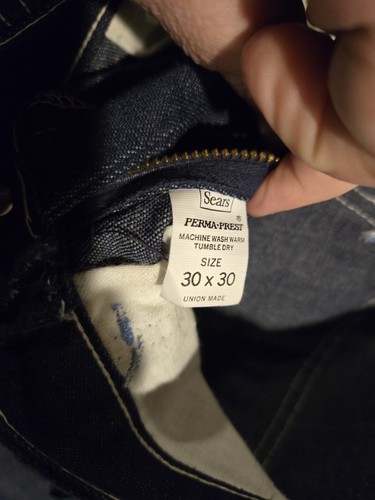 Sears
PERMA-PREST®
MACHINE WASH WARM
TUMBLE DRY
SIZE
30 x 30
UNION MADE